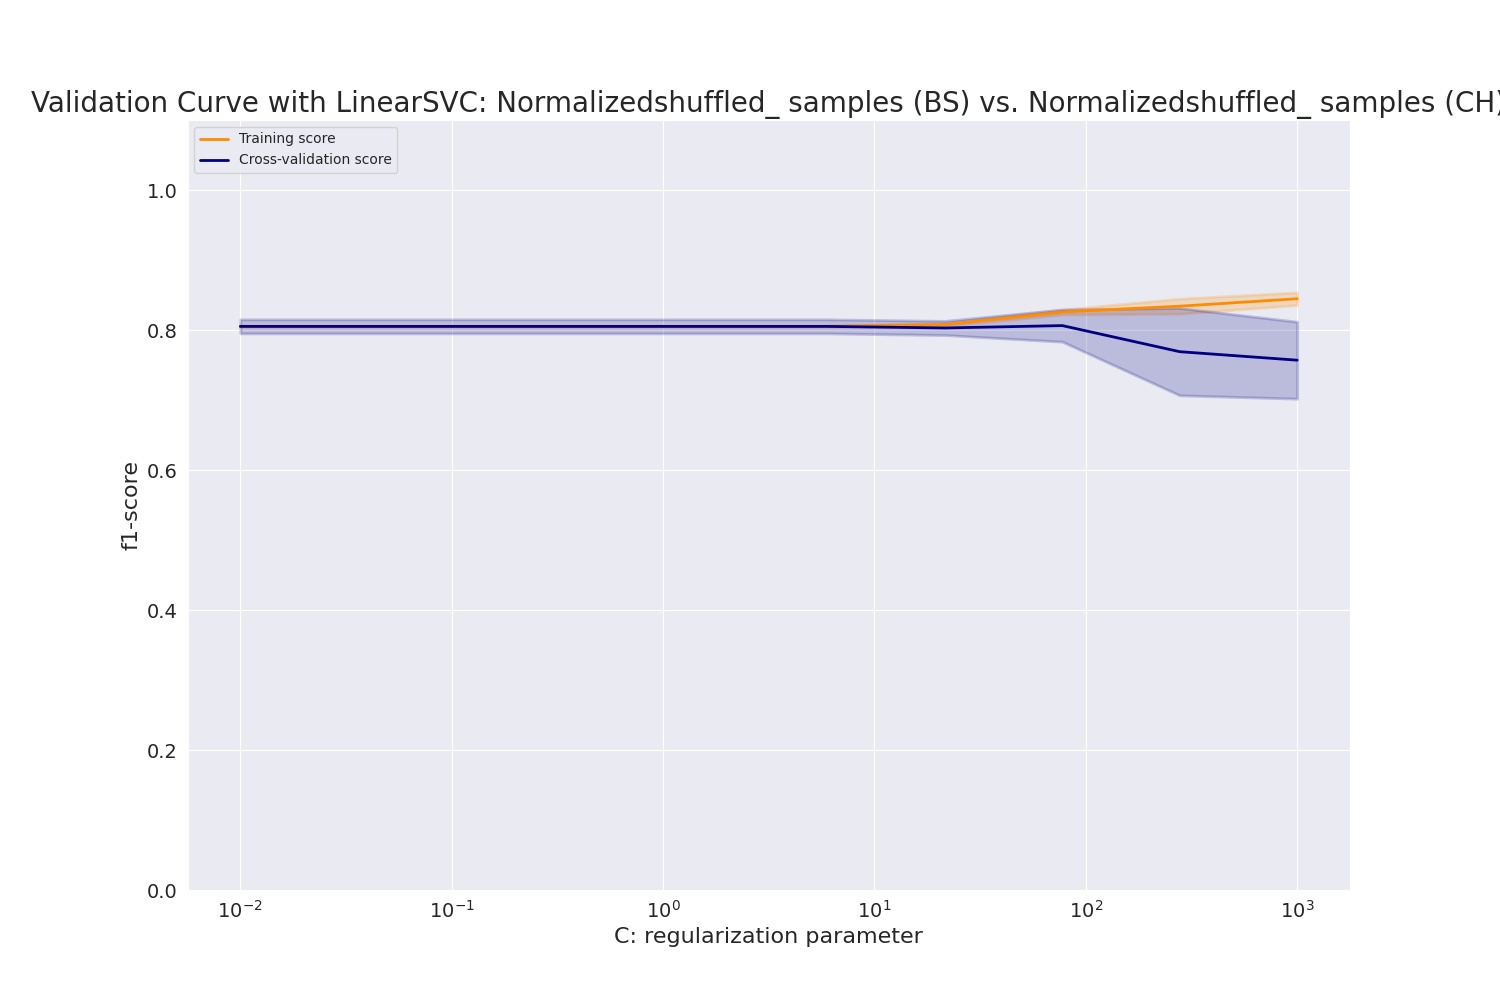 Validation Curve with LinearSVC: Normalizedshuffled_ samples (BS) vs. Normalizedshuffled_ samples (CH)
Training score
Cross-validation score
1.0
0.8
0.6
0.4
0.2
0.0
f1-score
10⁻² 10⁻¹ 10⁰ 10¹ 10² 10³
C: regularization parameter